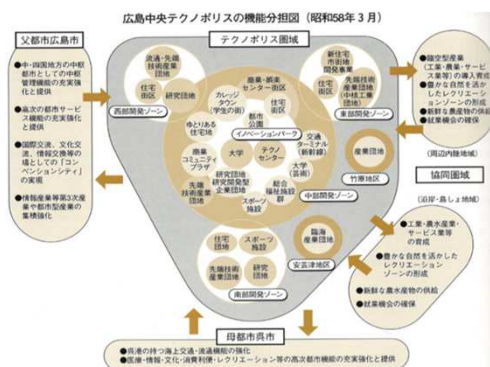 広島中央テクノポリスの機能分担図（昭和58年3月）
父都市広島市
●中・四国地方の中枢
都市としての中枢
管理機能の充実強
化と提供
●高次の都市サービ
ス機能の充実強化
と提供
●国際交流、文化交
流、情報交換等の
場としての「コ
ンベンションシティ」
の実現
●情報産業等第3次産
業や都市型産業の
集積強化
テクノポリス圏域
流通・先端
技術産業
団地
住宅
街区
研究団地
西部開発ゾーン
商業・娯楽
センター街区
カレッジ
タウン
(学生の街)
住宅
街区
都市
公園
ゆとりある
住宅地
イノベーションパーク
商業
コミュニティ
プラザ
大学
テクノ
センター
交通
ターミナル
(新幹線)
研究団地
研究開発型
企業団地
大学
(芸術)
先端
技術産業
団地
総合
福祉施設
群
スポーツ
施設
中部開発ゾーン
新住宅
市街地
開発事業
住宅
街区
先端技術
産業団地
(中核工業
団地)
東部開発ゾーン
産業団地
竹原地区
臨海
産業団地
安芸津地区
住宅
団地
スポーツ
施設
先端技術
産業団地
研究
団地
南部開発ゾーン
●臨空型産業
(工業・農業・サービ
ス業等)の導入育成
●豊かな自然を活か
したレクリエーショ
ンゾーンの形成
●新鮮な農産物の供給
●就業機会の確保
(周辺内陸地域)
協同圏域
(沿岸・島しょ地域)
●工業・農水産業・
サービス業等
の育成
●豊かな自然を活かした
レクリエーション
ゾーンの形成
●新鮮な農水産物の供給
●就業機会の確保
母都市呉市
●呉港の持つ海上交通・流通機能の強化
●医療・情報・文化・消費利便・レクリエーション等の高次都市機能の充実強化と提供